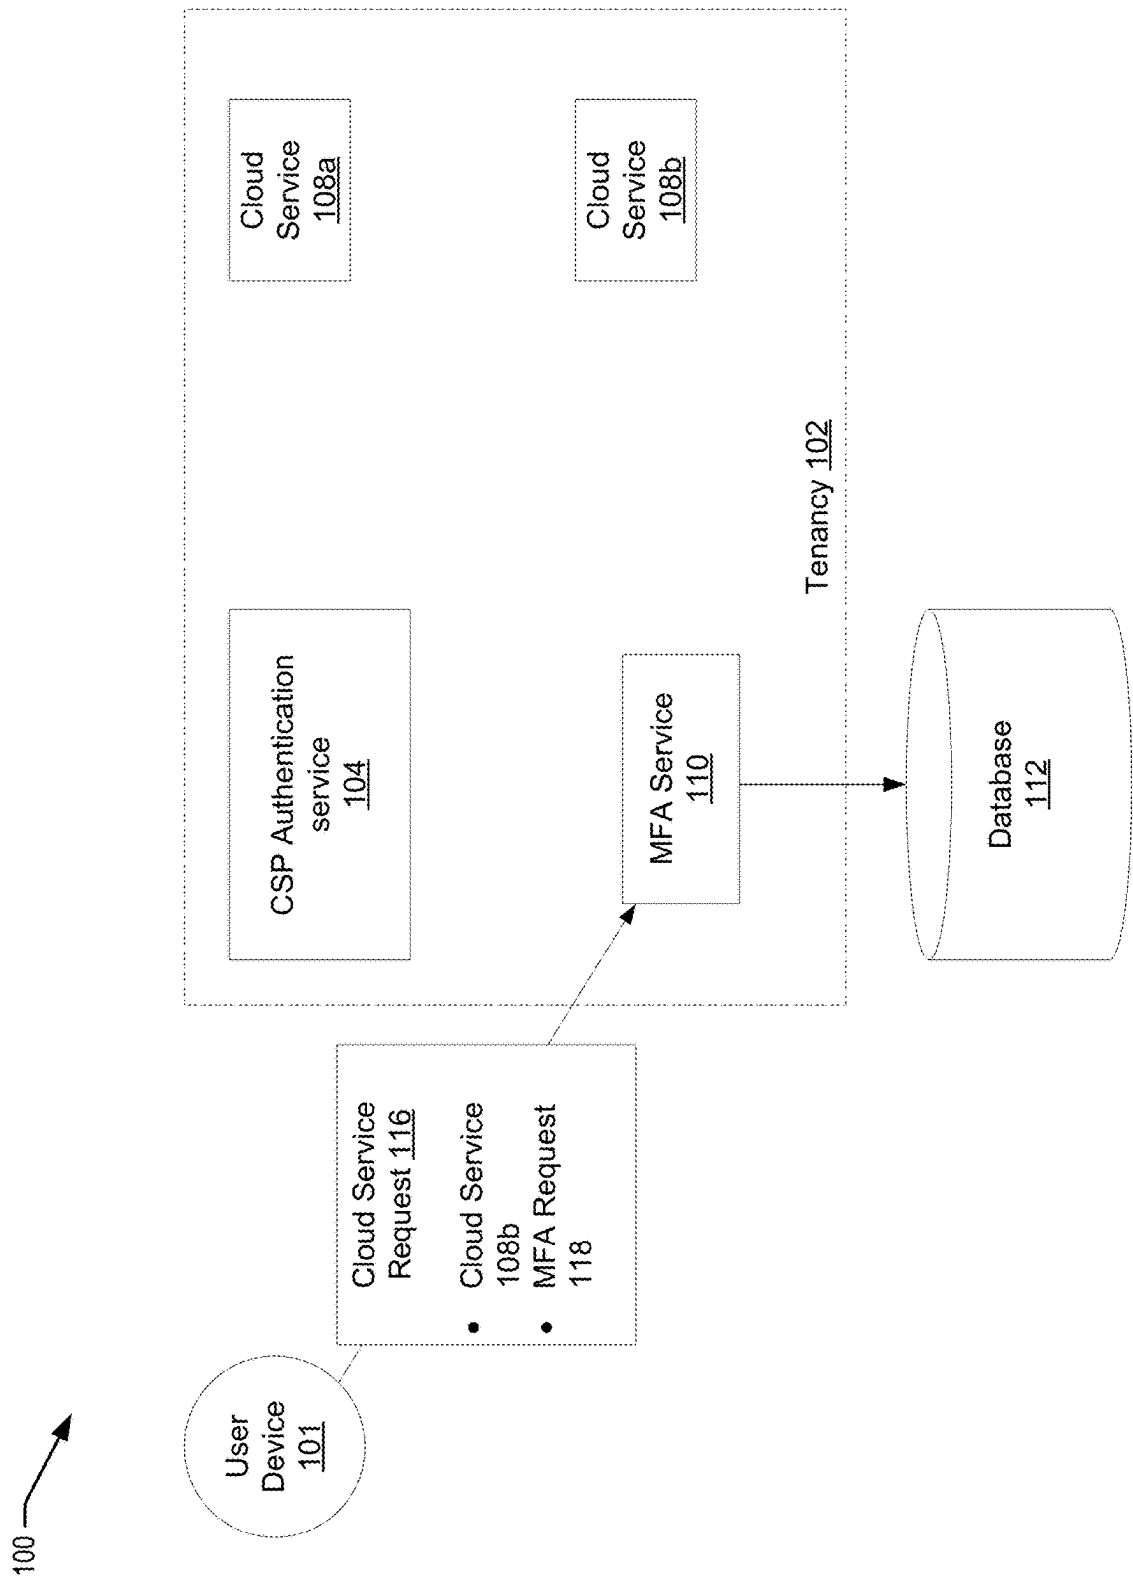 100
User
Device
101
Cloud Service
Request 116
• Cloud Service
108b
• MFA Request
118
CSP Authentication
service
104
MFA Service
110
Cloud
Service
108a
Cloud
Service
108b
Tenancy 102
Database
112